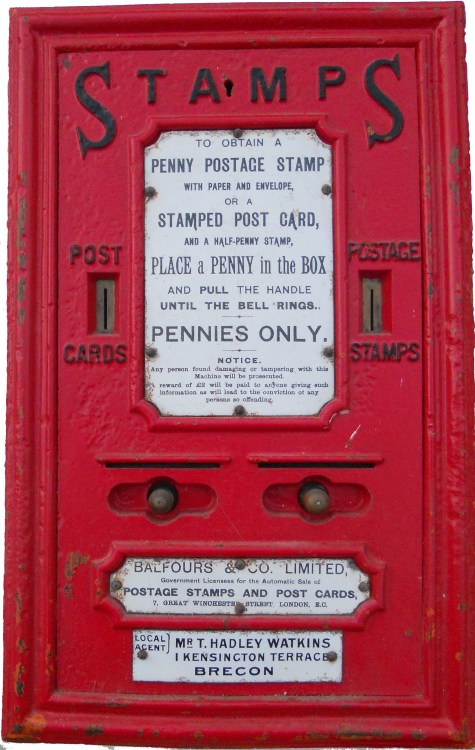 STAMPS
TO OBTAIN A
PENNY POSTAGE STAMP
WITH PAPER AND ENVELOPE,
OR A
STAMPED POST CARD,
AND A HALF-PENNY STAMP,
PLACE a PENNY in the BOX
AND PULL THE HANDLE
UNTIL THE BELL RINGS..
PENNIES ONLY.
NOTICE.
Any person found damaging or tampering with this
Machine will be prosecuted.
A reward of £2 will be paid to anyone giving such
information as will lead to the conviction of any
persons so offending.
POST
CARDS
POSTAGE
STAMPS
BALFOURS & CO. LIMITED,
Government Licensees for the Automatic Sale of
POSTAGE STAMPS AND POST CARDS,
7, GREAT WINCHESTER STREET, LONDON, E.C.
LOCAL
AGENT
MR T. HADLEY WATKINS
1 KENSINGTON TERRACE
BRECON